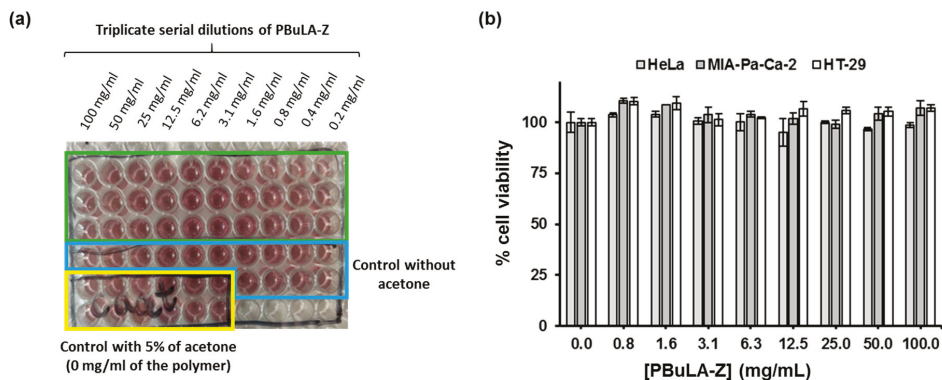 (a)
Triplicate serial dilutions of PBuLA-Z
100 mg/ml
50 mg/ml
25 mg/ml
12.5 mg/ml
6.2 mg/ml
3.1 mg/ml
1.6 mg/ml
0.8 mg/ml
0.4 mg/ml
0.2 mg/ml
Control without
acetone
Control with 5% of acetone
(0 mg/ml of the polymer)
(b)
HeLa MIA-Pa-Ca-2 HT-29
% cell viability
100
75
50
25
0
0.0 0.8 1.6 3.1 6.3 12.5 25.0 50.0 100.0
[PBuLA-Z] (mg/mL)